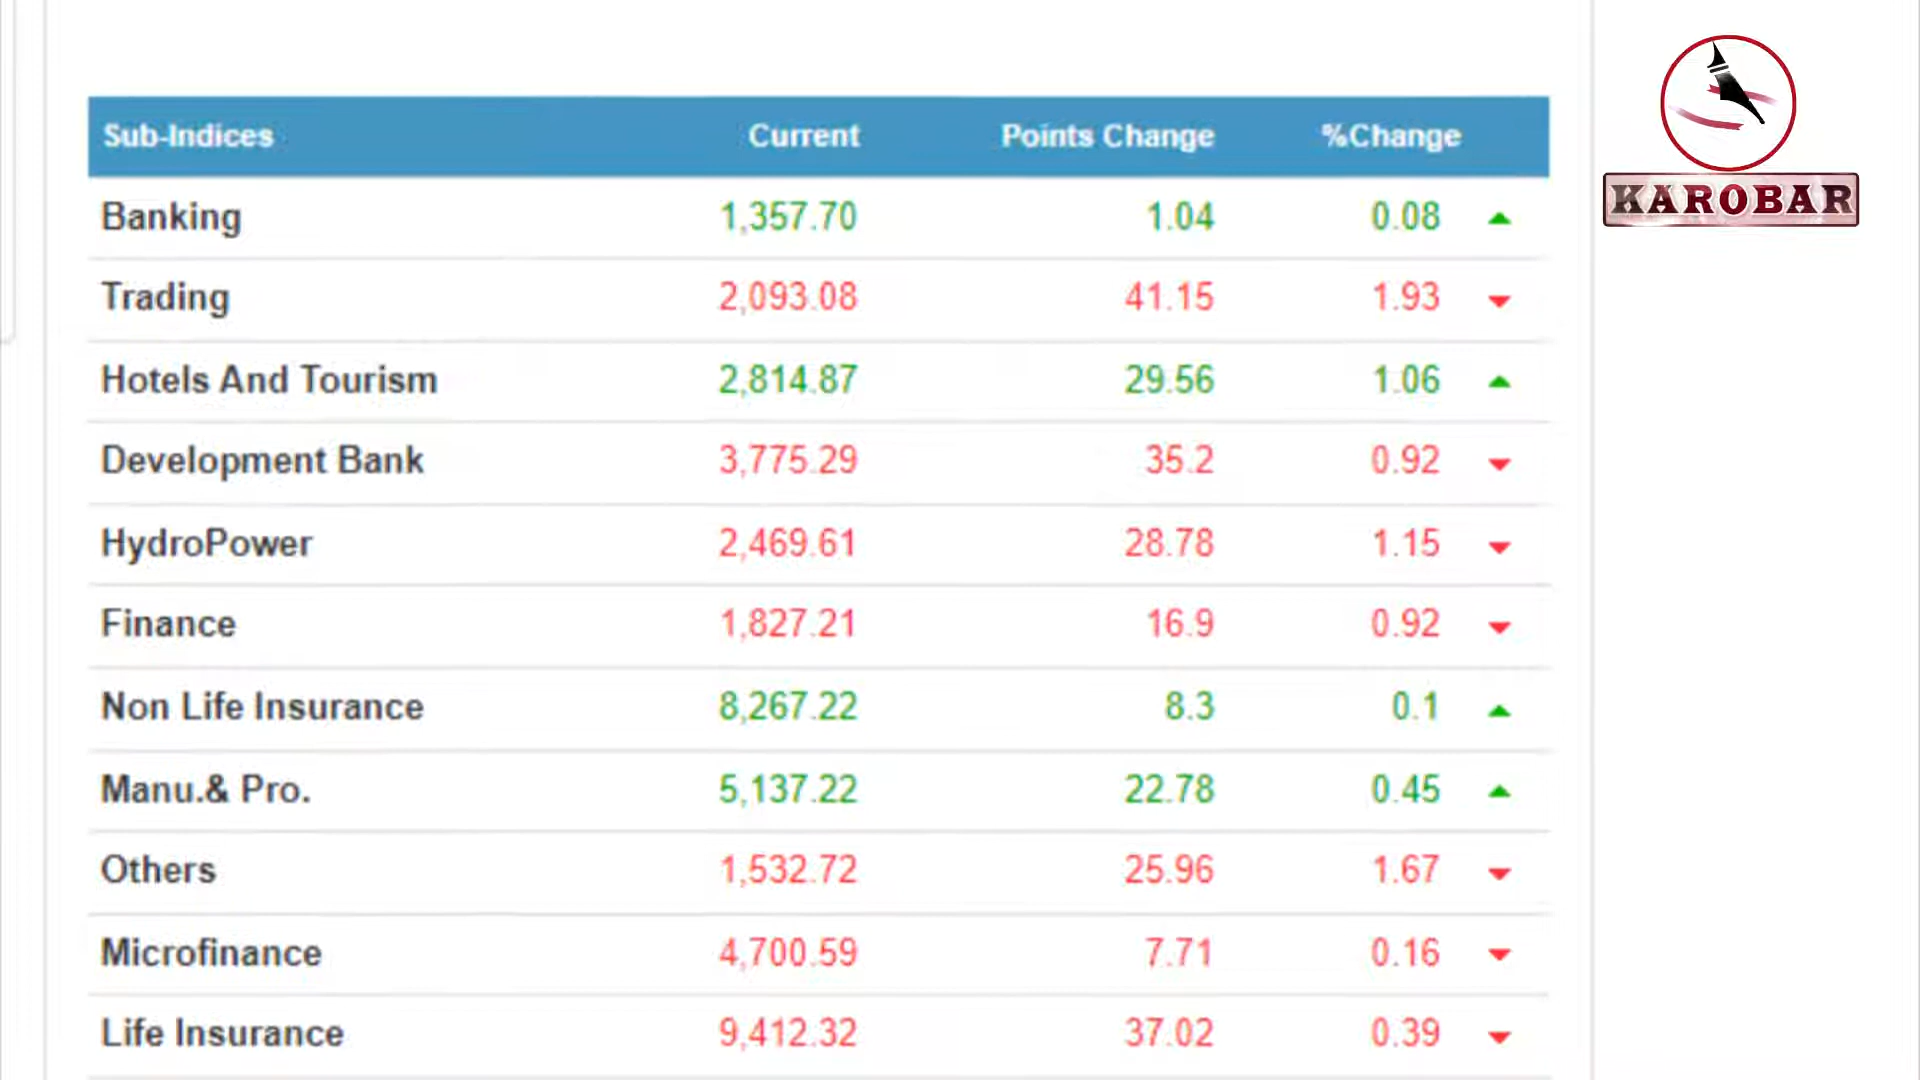 Sub-Indices Current Points Change %Change
Banking 1,357.70 1.04 0.08
Trading 2,093.08 41.15 1.93
Hotels And Tourism 2,814.87 29.56 1.06
Development Bank 3,775.29 35.2 0.92
HydroPower 2,469.61 28.78 1.15
Finance 1,827.21 16.9 0.92
Non Life Insurance 8,267.22 8.3 0.1
Manu.& Pro. 5,137.22 22.78 0.45
Others 1,532.72 25.96 1.67
Microfinance 4,700.59 7.71 0.16
Life Insurance 9,412.32 37.02 0.39
KAROBAR